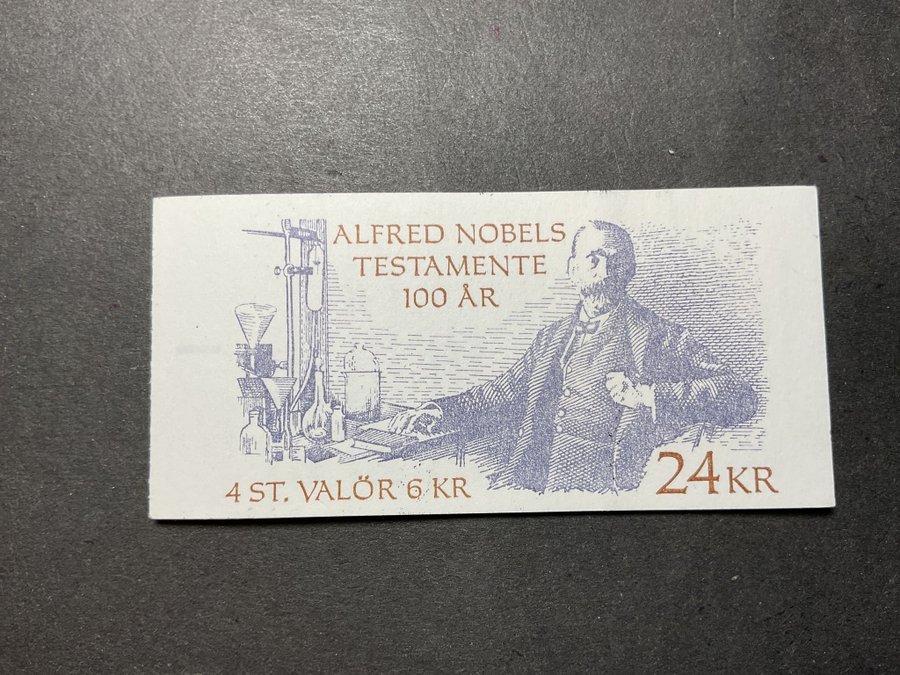 ALFRED NOBELS
TESTAMENTE
100 ÅR
4 ST. VALÖR 6 KR
24 KR